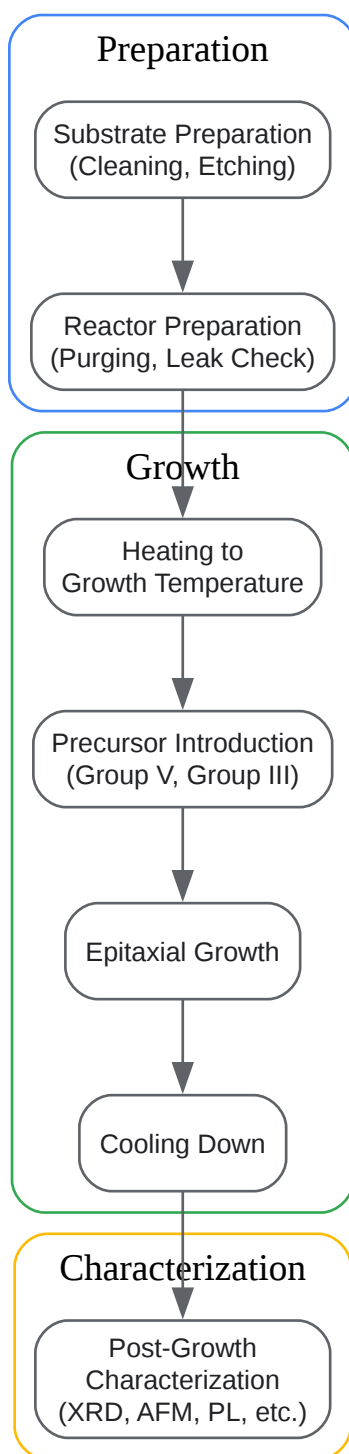 Preparation
Substrate Preparation
(Cleaning, Etching)
Reactor Preparation
(Purging, Leak Check)
Growth
Heating to
Growth Temperature
Precursor Introduction
(Group V, Group III)
Epitaxial Growth
Cooling Down
Characterization
Post-Growth
Characterization
(XRD, AFM, PL, etc.)